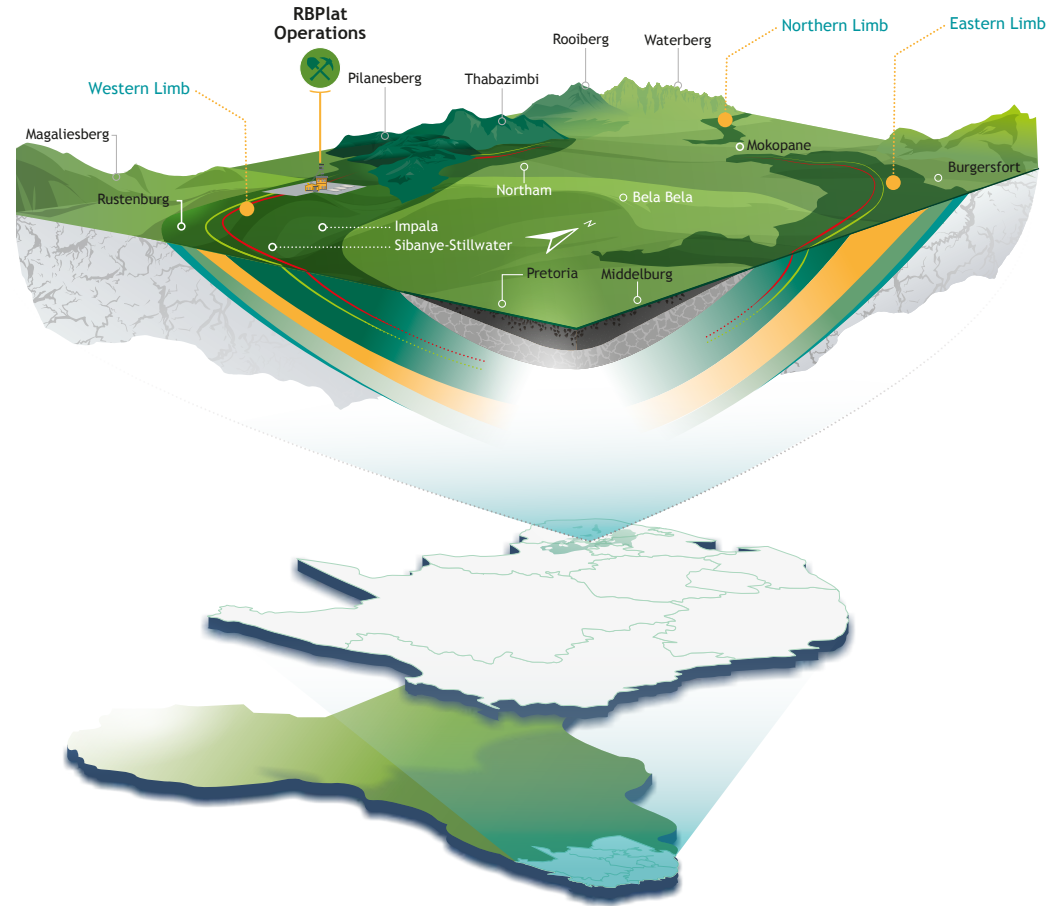 RBPlat
Operations
Northern Limb
Eastern Limb
Rooiberg
Waterberg
Pilanesberg
Thabazimbi
Western Limb
Magaliesberg
Mokopane
Burgersfort
Northam
Bela Bela
Rustenburg
Impala
N
Sibanye-Stillwater
Pretoria
Middelburg